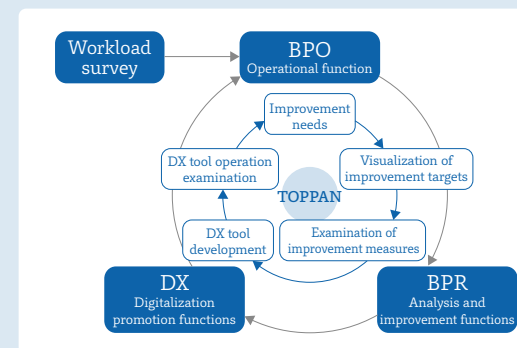 Workload
survey
BPO
Operational function
Improvement
needs
DX tool operation
examination
Visualization of
improvement targets
TOPPAN
DX tool
development
Examination of
improvement measures
DX
Digitalization
promotion functions
BPR
Analysis and
improvement functions